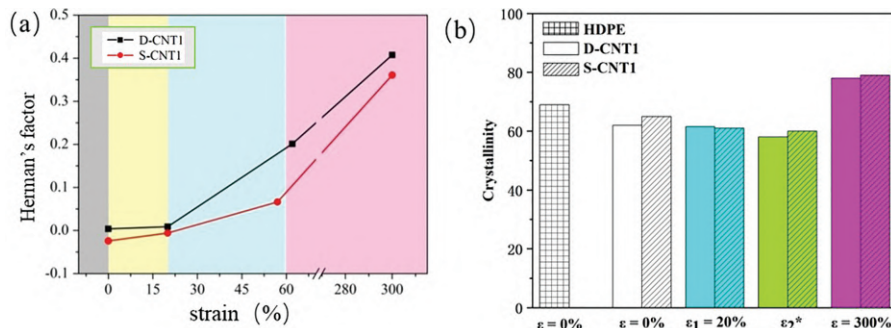 (a)
0.5
0.4
0.3
0.2
0.1
0.0
-0.1
Herman's factor
D-CNT1
S-CNT1
0
15
30
45
60
280
300
strain (%)
(b)
100
80
60
40
20
0
Crystallinity
HDPE
D-CNT1
S-CNT1
ε = 0%
ε = 0%
ε₁ = 20%
ε₂*
ε = 300%